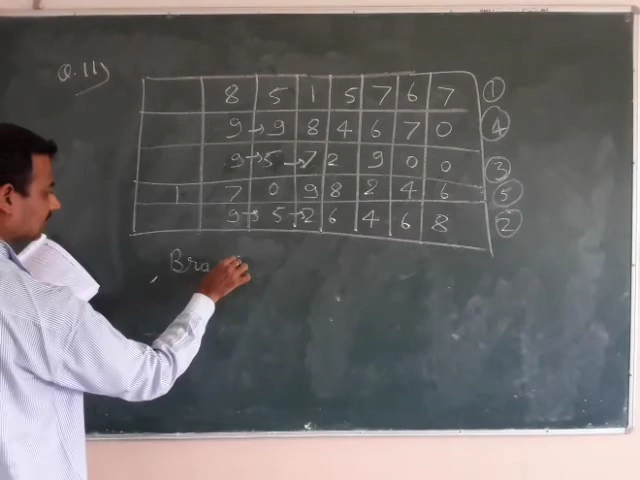 Q.11)
8 5 1 5 7 6 7 ①
9→9 8 4 6 7 0 ④
9→5→7 2 9 0 0 ③
1 7 0 9 8 2 4 6 ⑤
9→5→2 6 4 6 8 ②
Bra